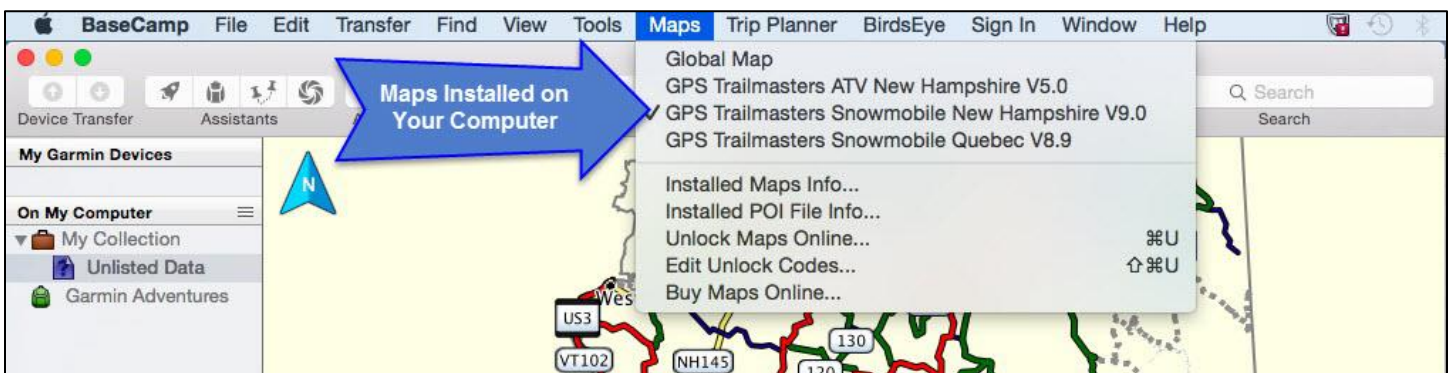 BaseCamp File Edit Transfer Find View Tools Maps Trip Planner BirdsEye Sign In Window Help
Global Map
GPS Trailmasters ATV New Hampshire V5.0
✓ GPS Trailmasters Snowmobile New Hampshire V9.0
GPS Trailmasters Snowmobile Quebec V8.9
Installed Maps Info...
Installed POI File Info...
Unlock Maps Online... ⌘U
Edit Unlock Codes... ⇧⌘U
Buy Maps Online...
Maps Installed on
Your Computer
Search
Device Transfer Assistants Search
My Garmin Devices
On My Computer
My Collection
Unlisted Data
Garmin Adventures
N
US3
VT102
NH145
130